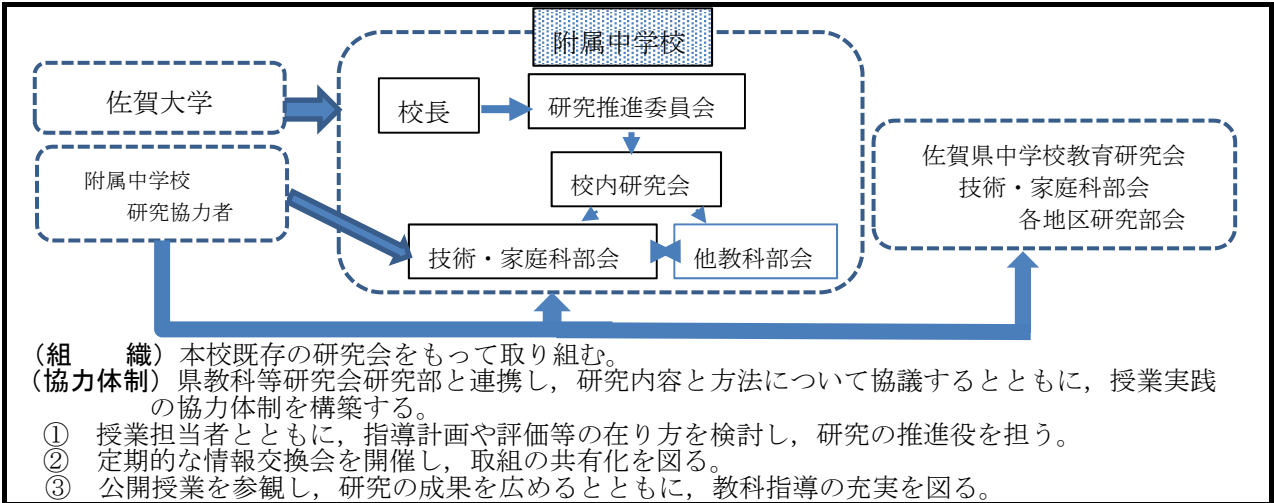 附属中学校
佐賀大学
校長
研究推進委員会
附属中学校
研究協力者
校内研究会
佐賀県中学校教育研究会
技術・家庭科部会
各地区研究部会
技術・家庭科部会
他教科部会
（組　　織）本校既存の研究会をもって取り組む。
（協力体制）県教科等研究会研究部と連携し，研究内容と方法について協議するとともに，授業実践
の協力体制を構築する。
①　授業担当者とともに，指導計画や評価等の在り方を検討し，研究の推進役を担う。
②　定期的な情報交換会を開催し，取組の共有化を図る。
③　公開授業を参観し，研究の成果を広めるとともに，教科指導の充実を図る。